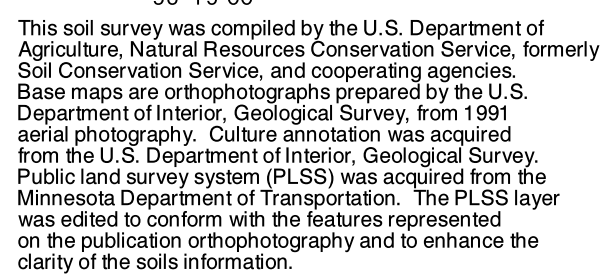 This soil survey was compiled by the U.S. Department of
Agriculture, Natural Resources Conservation Service, formerly
Soil Conservation Service, and cooperating agencies.
Base maps are orthophotographs prepared by the U.S.
Department of Interior, Geological Survey, from 1991
aerial photography.  Culture annotation was acquired
from the U.S. Department of Interior, Geological Survey.
Public land survey system (PLSS) was acquired from the
Minnesota Department of Transportation.  The PLSS layer
was edited to conform with the features represented
on the publication orthophotography and to enhance the
clarity of the soils information.